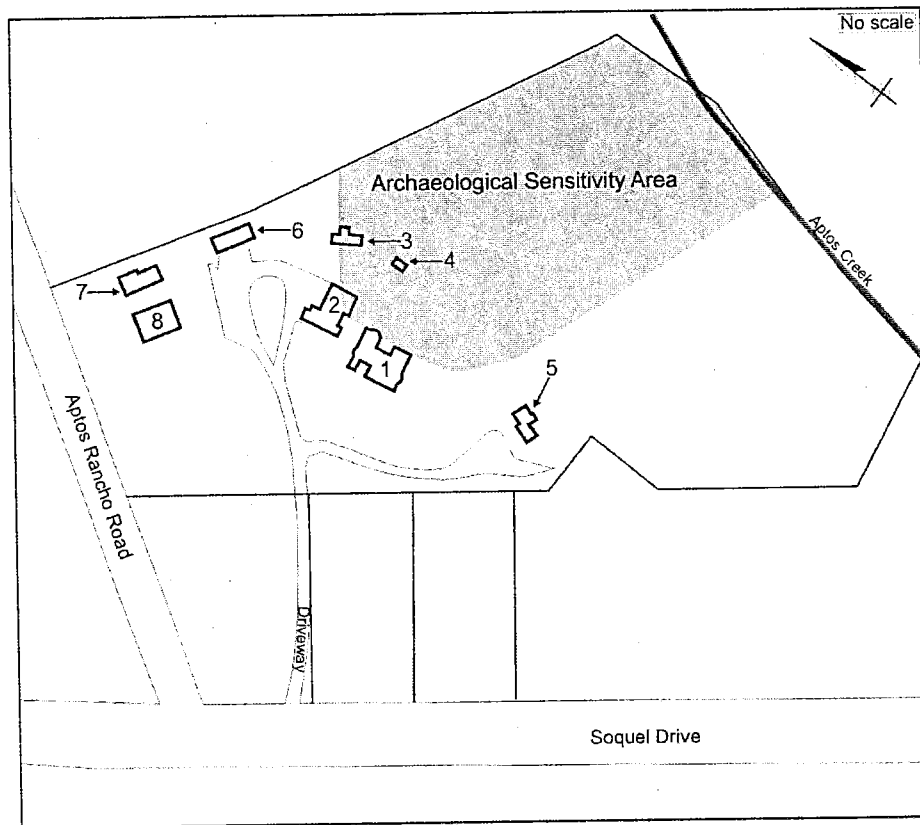 No scale
Archaeological Sensitivity Area
6
3
4
Aptos Creek
7
2
8
1
5
Aptos Rancho Road
Driveway
Soquel Drive